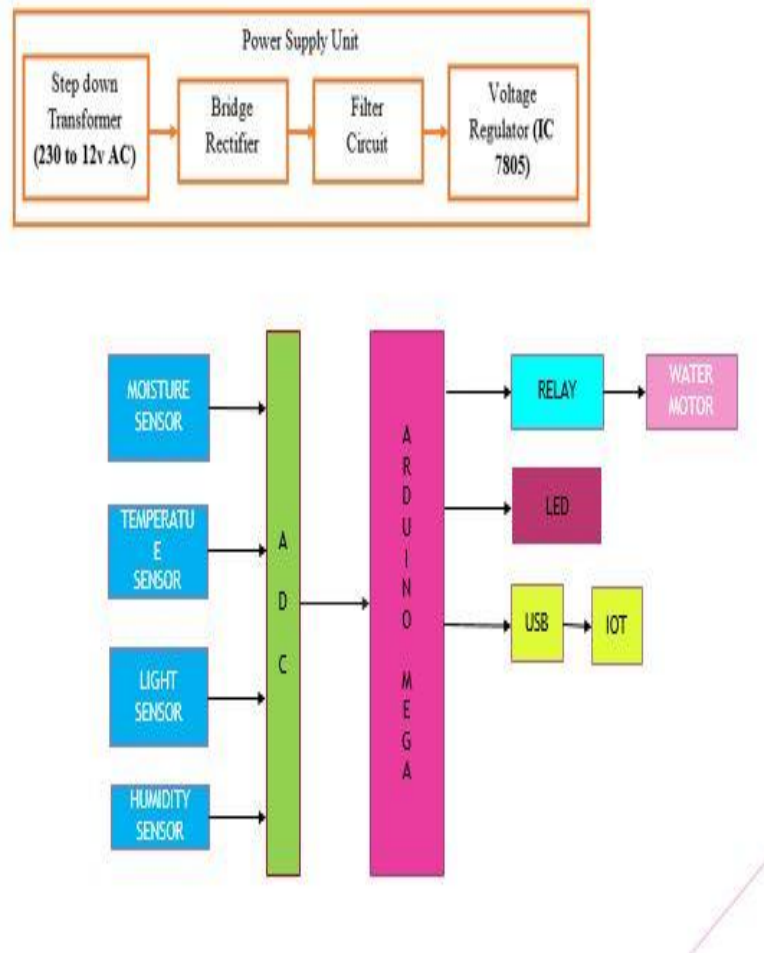 Power Supply Unit
Step down
Transformer
(230 to 12v AC)
Bridge
Rectifier
Filter
Circuit
Voltage
Regulator (IC
7805)
MOISTURE
SENSOR
TEMPERATU
E
SENSOR
LIGHT
SENSOR
HUMIDITY
SENSOR
A
D
C
A
R
D
U
I
N
O
M
E
G
A
RELAY
WATER
MOTOR
LED
USB
IOT